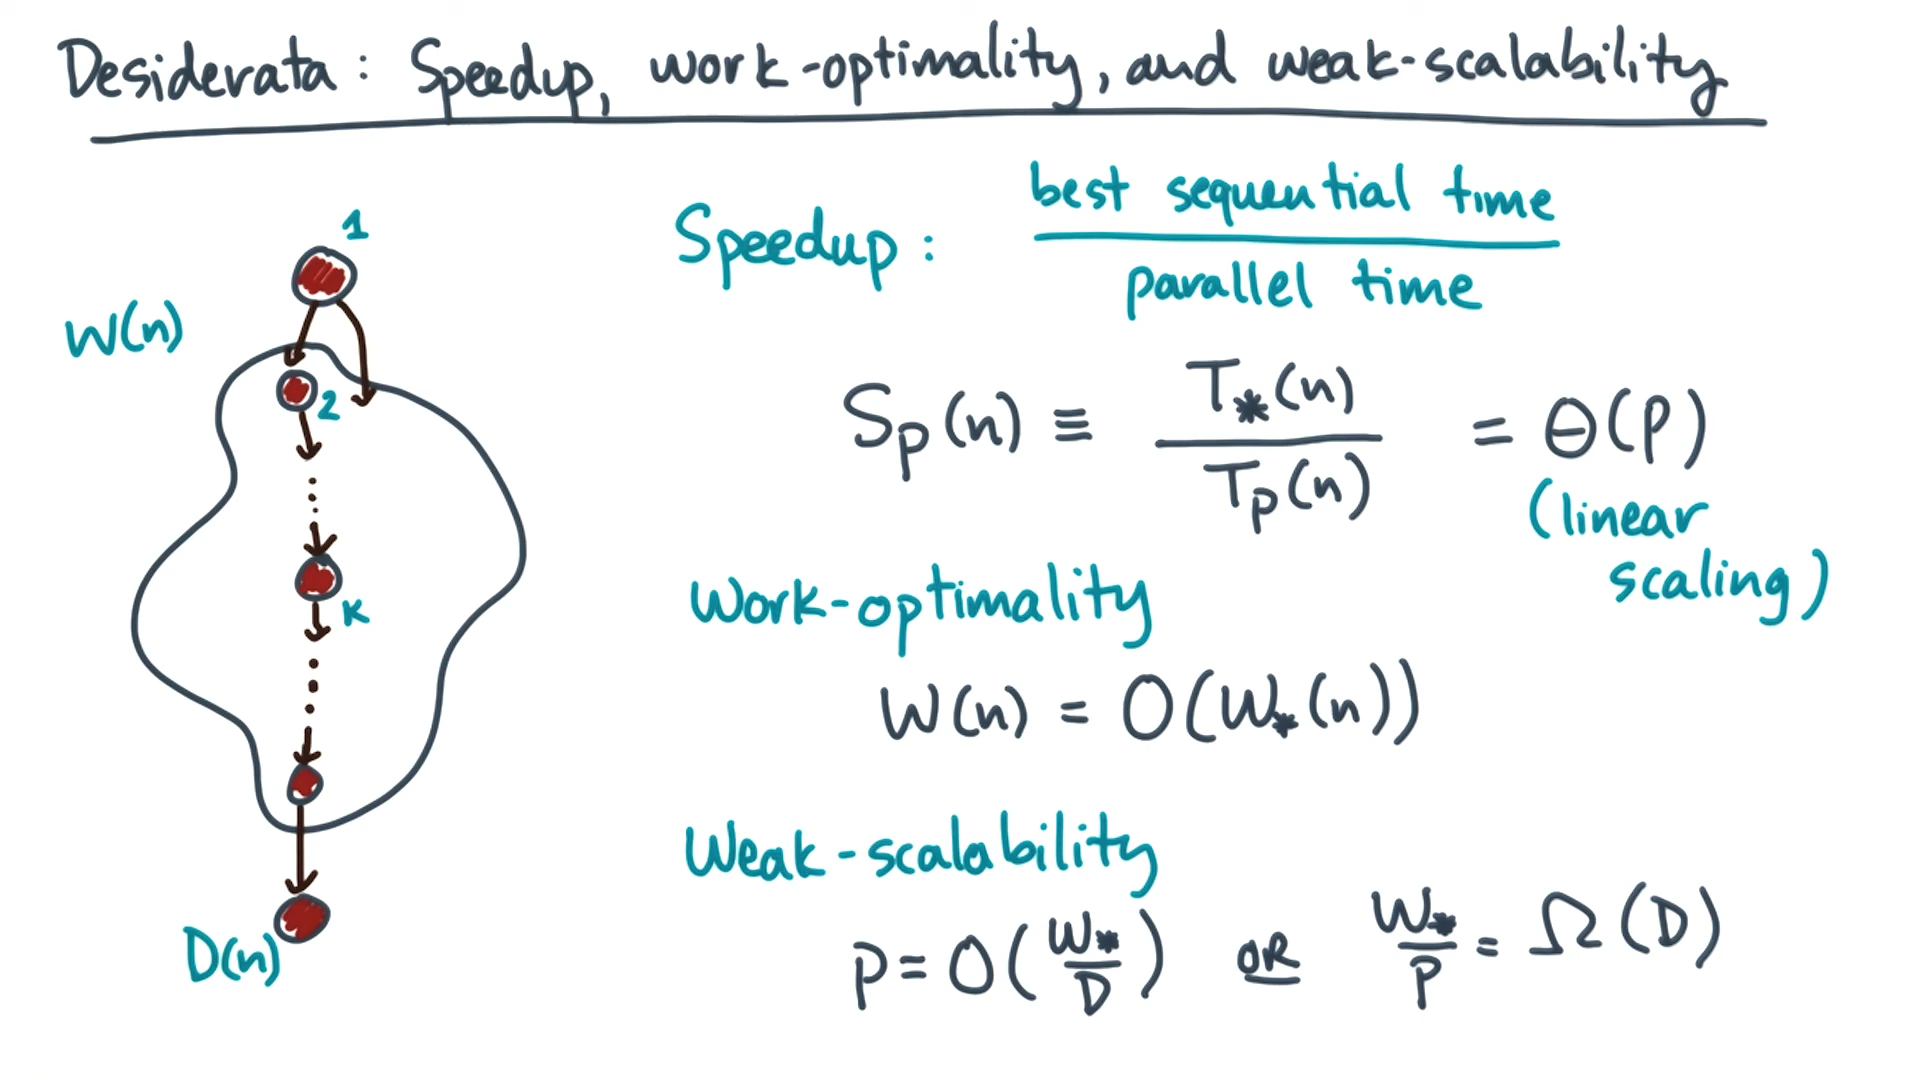 Desiderata: Speedup, work-optimality, and weak-scalability
1
W(n)
2
K
D(n)
Speedup: best sequential time
parallel time
Sp(n) ≡ T*(n) / Tp(n) = Θ(P)
(linear
scaling)
Work-optimality
W(n) = O(W*(n))
Weak-scalability
P = O(W*/D) OR W*/P = Ω(D)